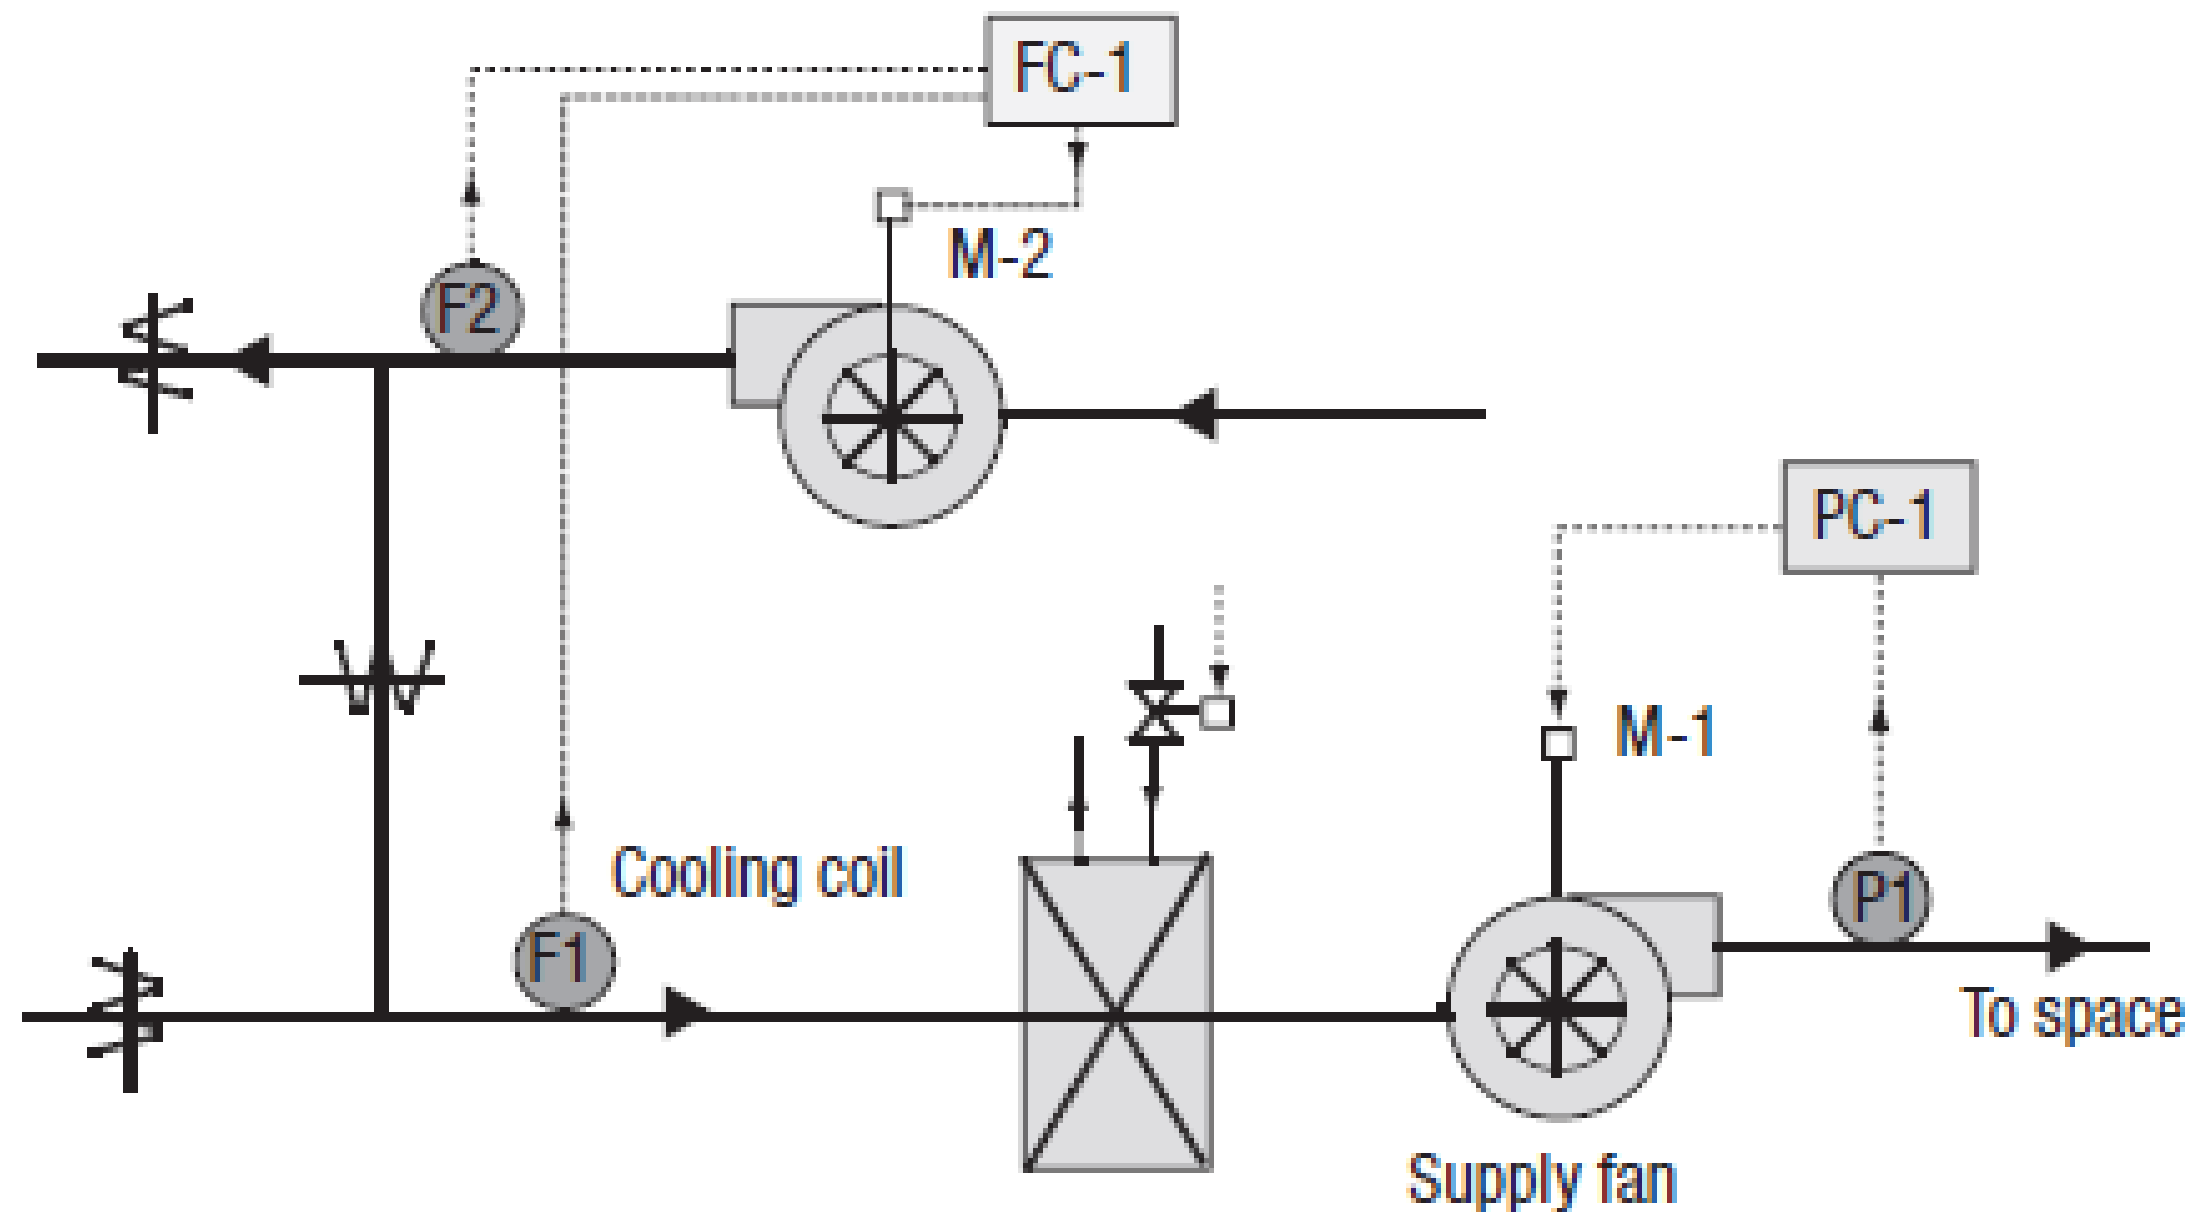 FC-1
M-2
F2
PC-1
M-1
Cooling coil
P1
F1
To space
Supply fan